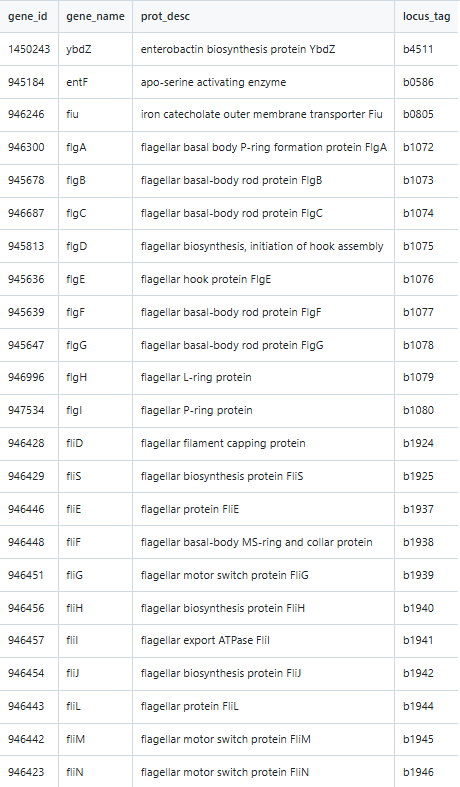 gene_id gene_name prot_desc locus_tag
1450243 ybdZ enterobactin biosynthesis protein YbdZ b4511
945184 entF apo-serine activating enzyme b0586
946246 fiu iron catecholate outer membrane transporter Fiu b0805
946300 flgA flagellar basal body P-ring formation protein FlgA b1072
945678 flgB flagellar basal-body rod protein FlgB b1073
946687 flgC flagellar basal-body rod protein FlgC b1074
945813 flgD flagellar biosynthesis, initiation of hook assembly b1075
945636 flgE flagellar hook protein FlgE b1076
945639 flgF flagellar basal-body rod protein FlgF b1077
945647 flgG flagellar basal-body rod protein FlgG b1078
946996 flgH flagellar L-ring protein b1079
947534 flgI flagellar P-ring protein b1080
946428 fliD flagellar filament capping protein b1924
946429 fliS flagellar biosynthesis protein FliS b1925
946446 fliE flagellar protein FliE b1937
946448 fliF flagellar basal-body MS-ring and collar protein b1938
946451 fliG flagellar motor switch protein FliG b1939
946456 fliH flagellar biosynthesis protein FliH b1940
946457 fliI flagellar export ATPase FliI b1941
946454 fliJ flagellar biosynthesis protein FliJ b1942
946443 fliL flagellar protein FliL b1944
946442 fliM flagellar motor switch protein FliM b1945
946423 fliN flagellar motor switch protein FliN b1946